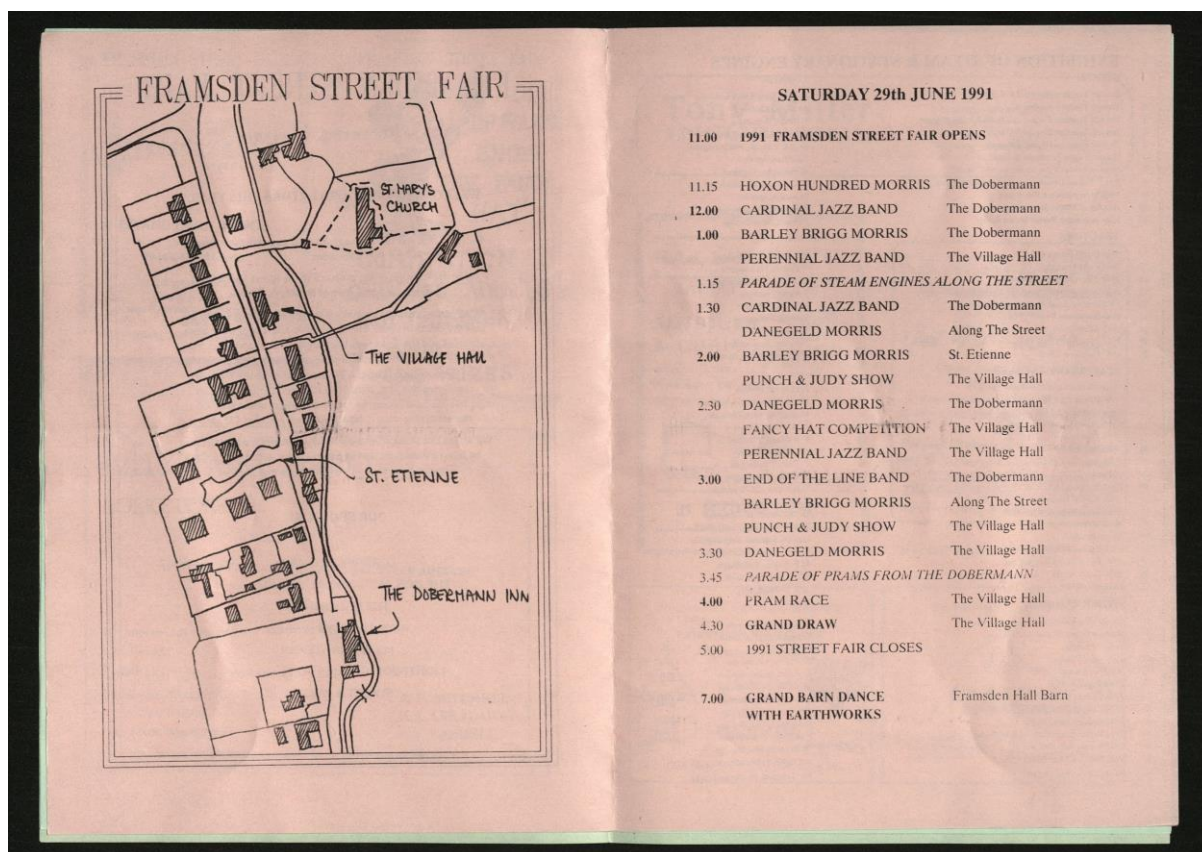 FRAMSDEN STREET FAIR
ST. MARY'S
CHURCH
THE VILLAGE HALL
ST. ETIENNE
THE DOBERMANN INN
SATURDAY 29th JUNE 1991
11.00 1991 FRAMSDEN STREET FAIR OPENS
11.15 HOXON HUNDRED MORRIS The Dobermann
12.00 CARDINAL JAZZ BAND The Dobermann
1.00 BARLEY BRIGG MORRIS The Dobermann
PERENNIAL JAZZ BAND The Village Hall
1.15 PARADE OF STEAM ENGINES ALONG THE STREET
1.30 CARDINAL JAZZ BAND The Dobermann
DANEGELD MORRIS Along The Street
2.00 BARLEY BRIGG MORRIS St. Etienne
PUNCH & JUDY SHOW The Village Hall
2.30 DANEGELD MORRIS The Dobermann
FANCY HAT COMPETITION The Village Hall
PERENNIAL JAZZ BAND The Village Hall
3.00 END OF THE LINE BAND The Dobermann
BARLEY BRIGG MORRIS Along The Street
PUNCH & JUDY SHOW The Village Hall
3.30 DANEGELD MORRIS The Village Hall
3.45 PARADE OF PRAMS FROM THE DOBERMANN
4.00 PRAM RACE The Village Hall
4.30 GRAND DRAW The Village Hall
5.00 1991 STREET FAIR CLOSES
7.00 GRAND BARN DANCE Framsden Hall Barn
WITH EARTHWORKS